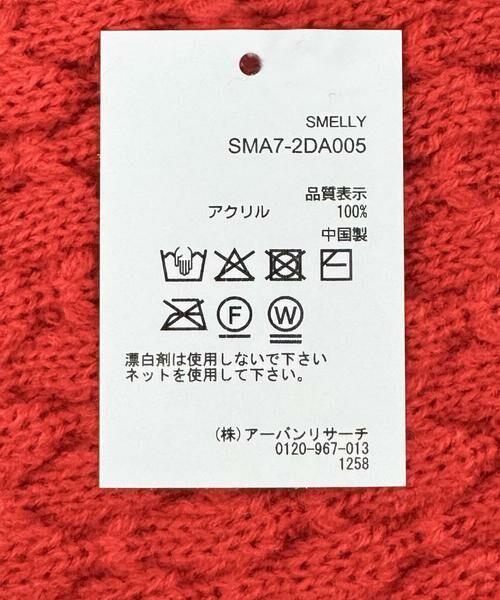 SMELLY
SMA7-2DA005
品質表示
アクリル 100%
中国製
F W
漂白剤は使用しないで下さい
ネットを使用して下さい。
(株)アーバンリサーチ
0120-967-013
1258